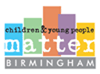 children & young people
matter
BIRMINGHAM